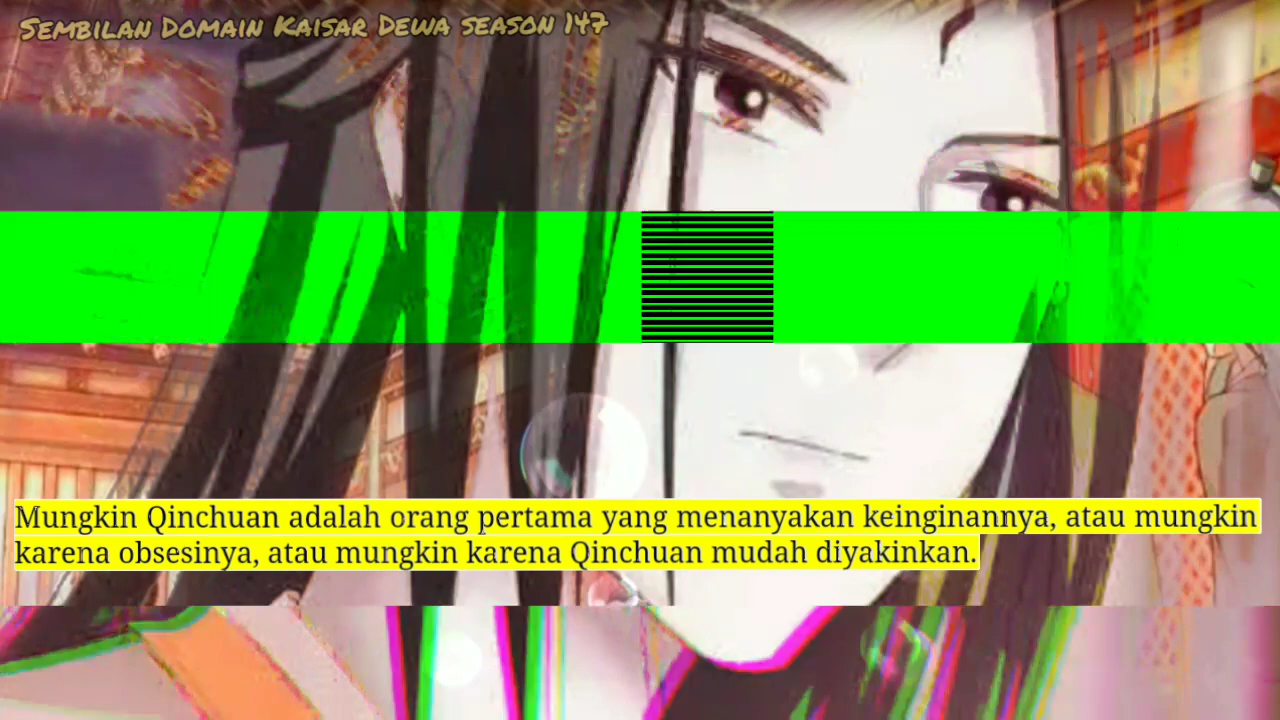 Sembilan Domain Kaisar Dewa season 147
Mungkin Qinchuan adalah orang pertama yang menanyakan keinginannya, atau mungkin
karena obsesinya, atau mungkin karena Qinchuan mudah diyakinkan.